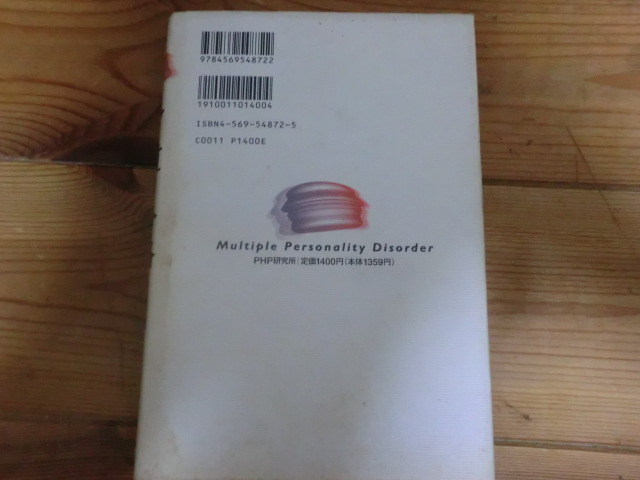 9784569548722
1910011014004
ISBN4-569-54872-5
C0011 P1400E
Multiple Personality Disorder
PHP研究所|定価1400円(本体1359円)